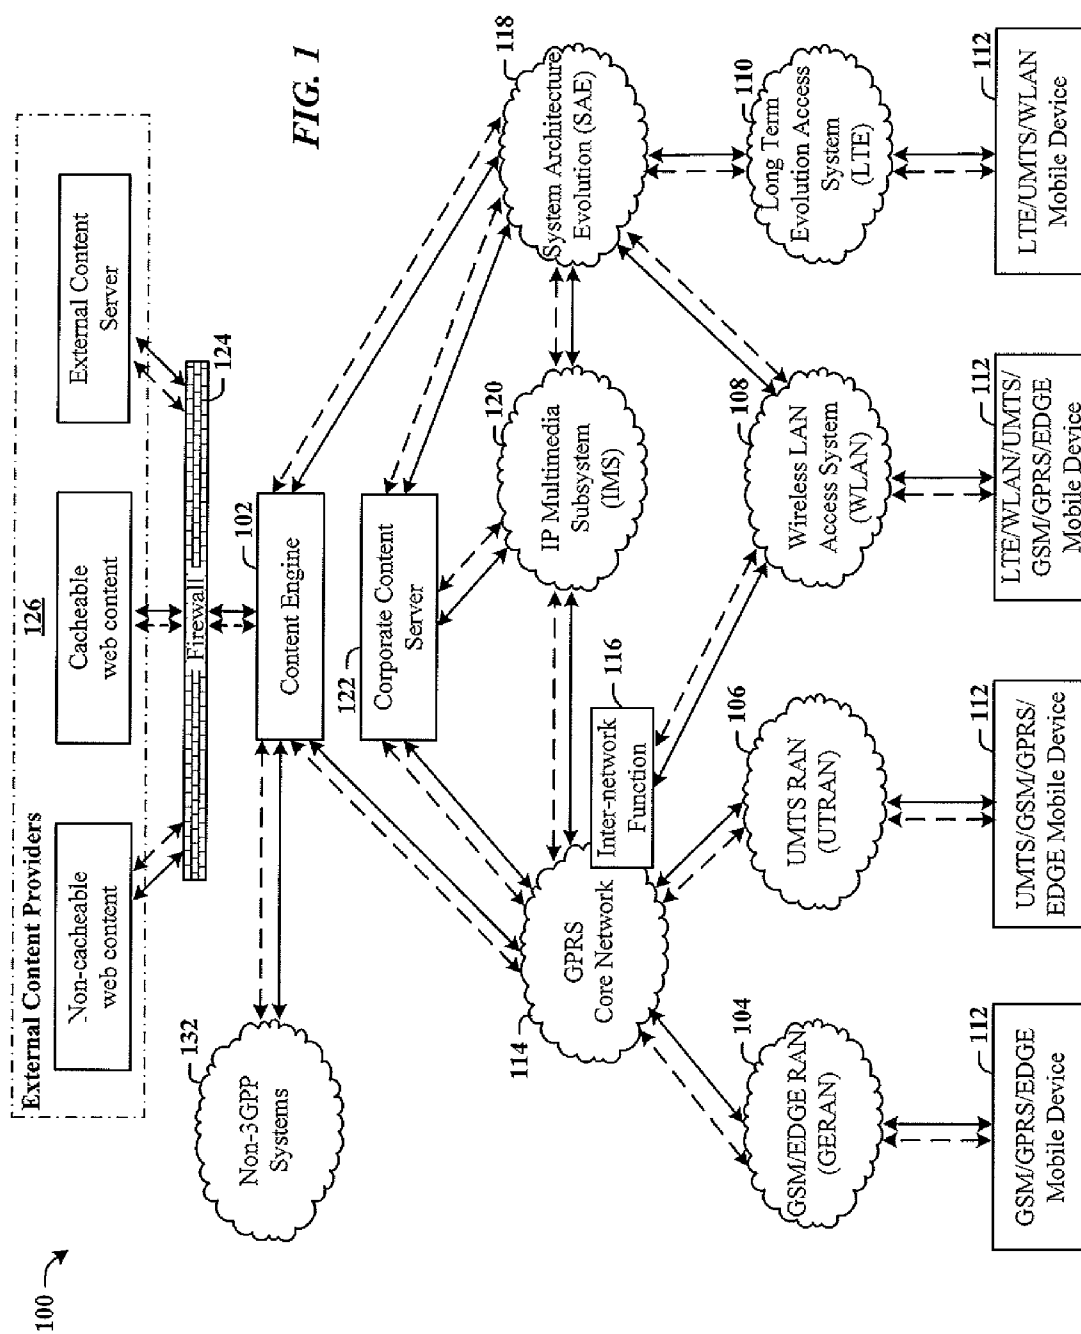 100
External Content Providers
126
Non-cacheable
web content
Cacheable
web content
External Content
Server
Firewall
124
FIG. 1
132
Non-3GPP
Systems
Content Engine
102
122
Corporate Content
Server
114
GPRS
Core Network
Inter-network
Function
116
IP Multimedia
Subsystem
(IMS)
120
System Architecture
Evolution (SAE)
118
GSM/EDGE RAN
(GERAN)
104
UMTS RAN
(UTRAN)
106
Wireless LAN
Access System
(WLAN)
108
Long Term
Evolution Access
System
(LTE)
110
GSM/GPRS/EDGE
Mobile Device
112
UMTS/GSM/GPRS/
EDGE Mobile Device
112
LTE/WLAN/UMTS/
GSM/GPRS/EDGE
Mobile Device
112
LTE/UMTS/WLAN
Mobile Device
112